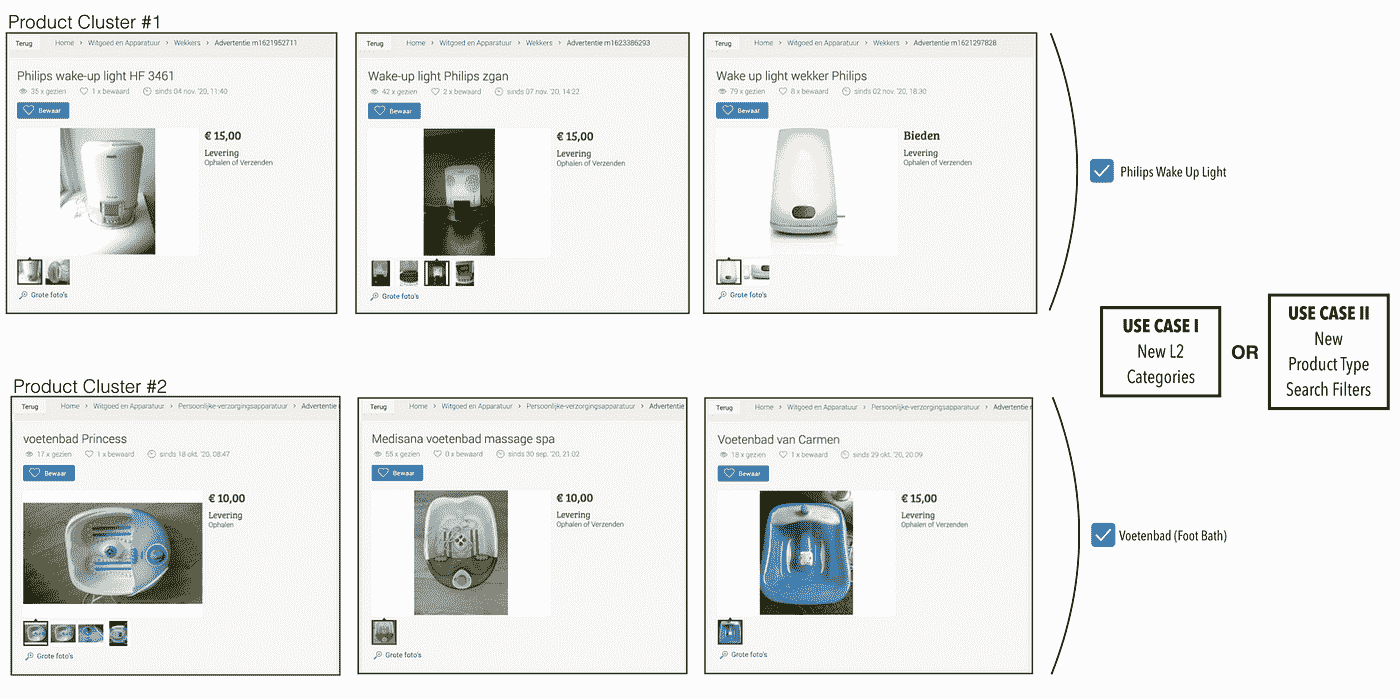 Product Cluster #1
Terug Home › Witgoed en Apparatuur › Wekkers › Advertentie m1621952711
Philips wake-up light HF 3461
35 x gezien 1 x bewaard sinds 04 nov. '20, 11:40
Bewaar
€ 15,00
Levering
Ophalen of Verzenden
Grote foto's
Terug Home › Witgoed en Apparatuur › Wekkers › Advertentie m1623386293
Wake-up light Philips zgan
42 x gezien 2 x bewaard sinds 07 nov. '20, 14:22
Bewaar
€ 15,00
Levering
Ophalen of Verzenden
Grote foto's
Terug Home › Witgoed en Apparatuur › Wekkers › Advertentie m1621297828
Wake up light wekker Philips
79 x gezien 8 x bewaard sinds 02 nov. '20, 18:30
Bewaar
Bieden
Levering
Ophalen of Verzenden
Grote foto's
Philips Wake Up Light
USE CASE I
New L2
Categories
OR
USE CASE II
New
Product Type
Search Filters
Product Cluster #2
Terug Home › Witgoed en Apparatuur › Persoonlijke-verzorgingsapparatuur › Advertentie
voetenbad Princess
17 x gezien 1 x bewaard sinds 18 okt. '20, 08:47
Bewaar
€ 10,00
Levering
Ophalen
Grote foto's
Terug Home › Witgoed en Apparatuur › Persoonlijke-verzorgingsapparatuur › Advertentie
Medisana voetenbad massage spa
55 x gezien 0 x bewaard sinds 30 sep. '20, 21:02
Bewaar
€ 10,00
Levering
Ophalen of Verzenden
Grote foto's
Terug Home › Witgoed en Apparatuur › Persoonlijke-verzorgingsapparatuur › Advertentie
Voetenbad van Carmen
18 x gezien 1 x bewaard sinds 29 okt. '20, 20:09
Bewaar
€ 15,00
Levering
Ophalen of Verzenden
Grote foto's
Voetenbad (Foot Bath)